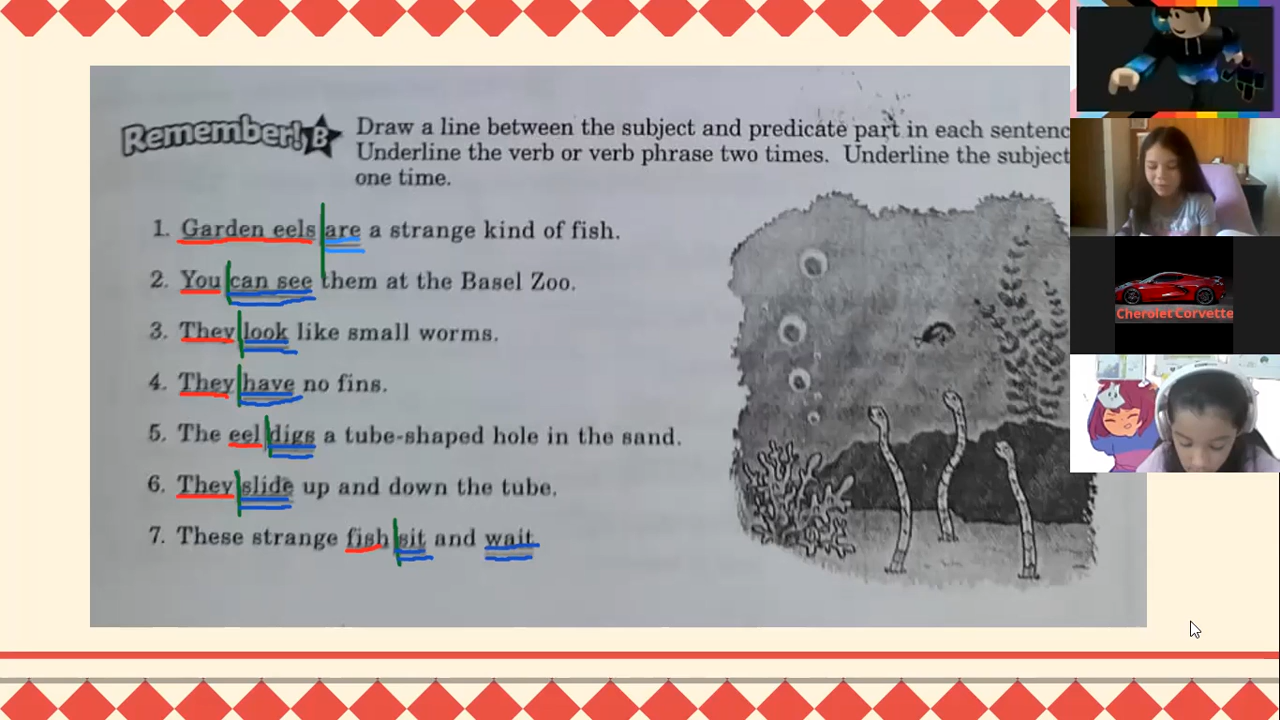 Remember! B
Draw a line between the subject and predicate part in each sentenc
Underline the verb or verb phrase two times. Underline the subject
one time.
1. Garden eels are a strange kind of fish.
2. You can see them at the Basel Zoo.
3. They look like small worms.
4. They have no fins.
5. The eel digs a tube-shaped hole in the sand.
6. They slide up and down the tube.
7. These strange fish sit and wait.
Cherolet Corvette